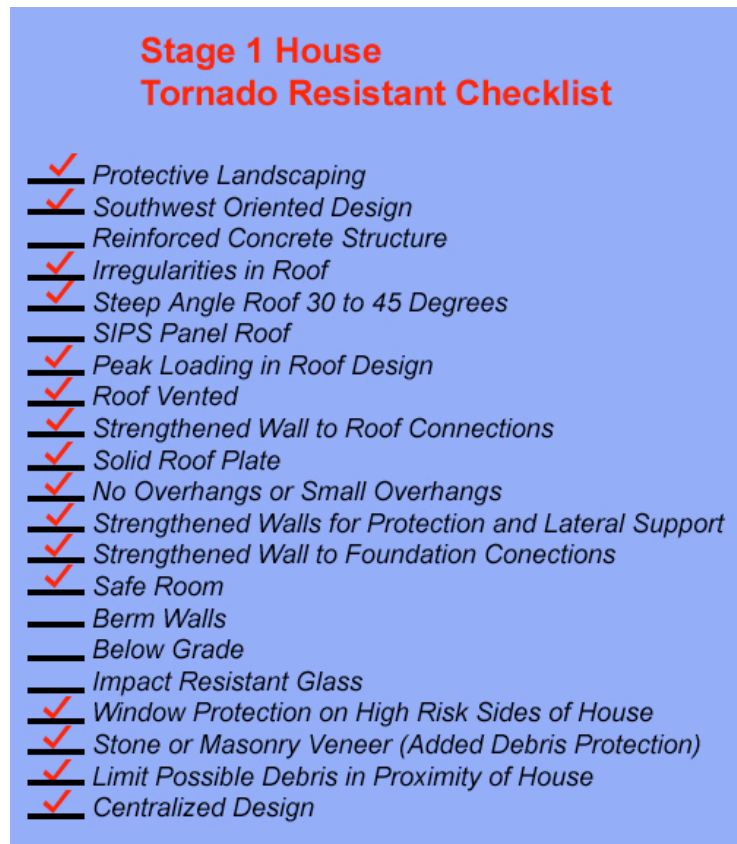 Stage 1 House
Tornado Resistant Checklist
Protective Landscaping
Southwest Oriented Design
Reinforced Concrete Structure
Irregularities in Roof
Steep Angle Roof 30 to 45 Degrees
SIPS Panel Roof
Peak Loading in Roof Design
Roof Vented
Strengthened Wall to Roof Connections
Solid Roof Plate
No Overhangs or Small Overhangs
Strengthened Walls for Protection and Lateral Support
Strengthened Wall to Foundation Conections
Safe Room
Berm Walls
Below Grade
Impact Resistant Glass
Window Protection on High Risk Sides of House
Stone or Masonry Veneer (Added Debris Protection)
Limit Possible Debris in Proximity of House
Centralized Design